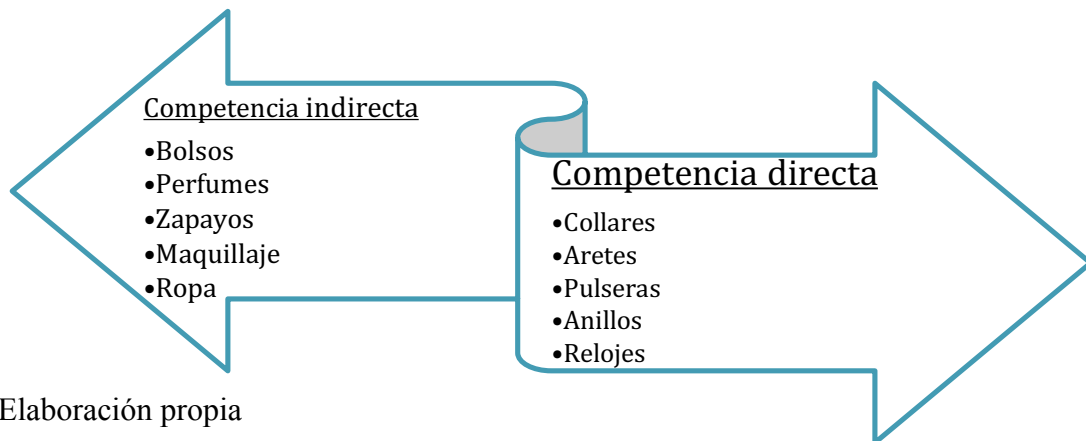 Competencia indirecta
•Bolsos
•Perfumes
•Zapayos
•Maquillaje
•Ropa
Competencia directa
•Collares
•Aretes
•Pulseras
•Anillos
•Relojes
Elaboración propia